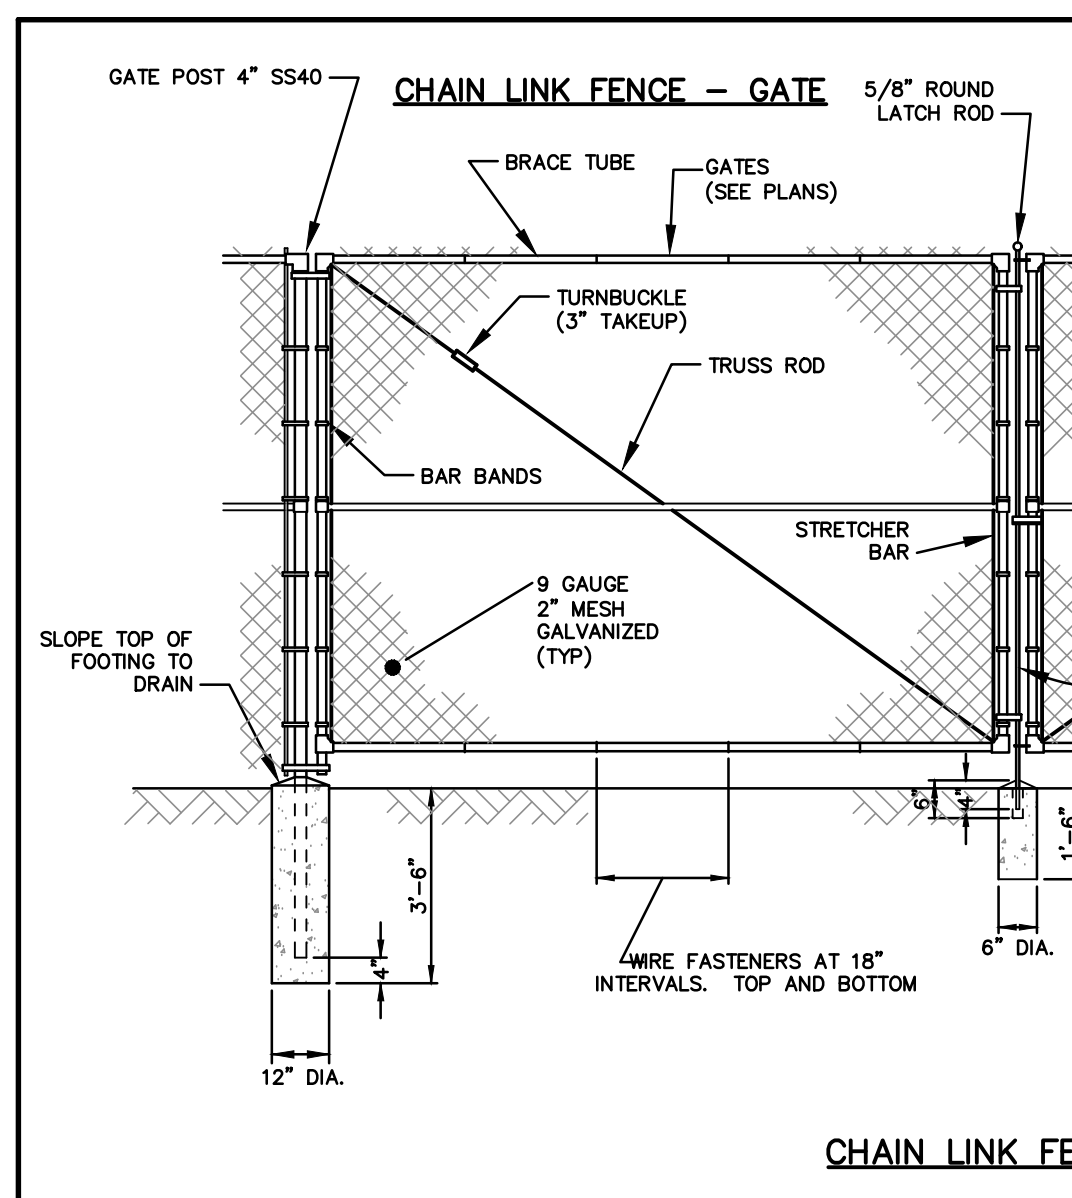 GATE POST 4" SS40
CHAIN LINK FENCE – GATE
5/8" ROUND
LATCH ROD
BRACE TUBE
GATES
(SEE PLANS)
TURNBUCKLE
(3" TAKEUP)
TRUSS ROD
BAR BANDS
STRETCHER
BAR
9 GAUGE
2" MESH
GALVANIZED
(TYP)
SLOPE TOP OF
FOOTING TO
DRAIN
6"
4"
1'-6"
3'-6"
4"
6" DIA.
WIRE FASTENERS AT 18"
INTERVALS. TOP AND BOTTOM
12" DIA.
CHAIN LINK FE